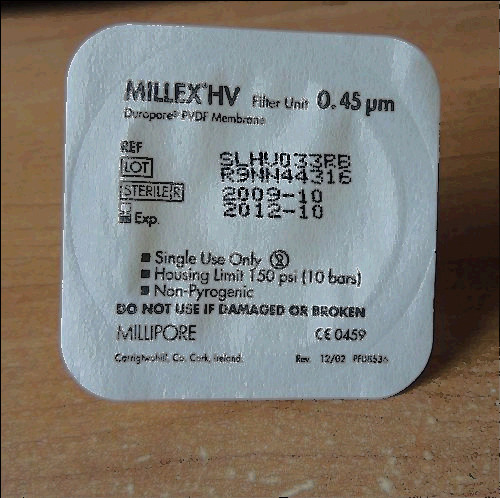 MILLEX® HV Filter Unit 0.45 µm
Durapore® PVDF Membrane
REF SLHV033RB
LOT R9NN44316
STERILE R 2009-10
Exp. 2012-10
Single Use Only
Housing Limit 150 psi (10 bars)
Non-Pyrogenic
DO NOT USE IF DAMAGED OR BROKEN
MILLIPORE CE 0459
Carrigtwohill, Co. Cork, Ireland. Rev. 12/02 PF08536